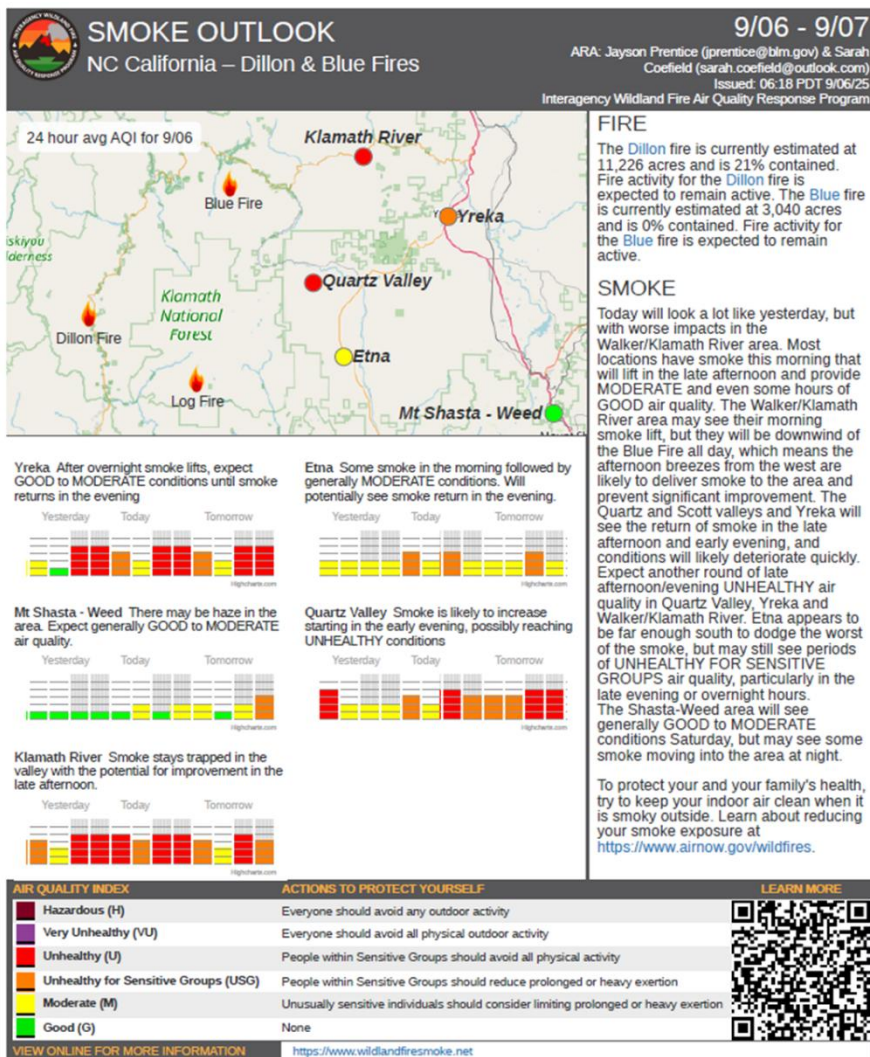 INTERAGENCY WILDLAND FIRE
AIR QUALITY RESPONSE PROGRAM
SMOKE OUTLOOK
NC California – Dillon & Blue Fires
9/06 - 9/07
ARA: Jayson Prentice (jprentice@blm.gov) & Sarah
Coefield (sarah.coefield@outlook.com)
Issued: 06:18 PDT 9/06/25
Interagency Wildland Fire Air Quality Response Program
24 hour avg AQI for 9/06
Klamath River
Blue Fire
Yreka
Quartz Valley
Klamath
National
Forest
Dillon Fire
Etna
Log Fire
Mt Shasta - Weed
FIRE
The Dillon fire is currently estimated at
11,226 acres and is 21% contained.
Fire activity for the Dillon fire is
expected to remain active. The Blue fire
is currently estimated at 3,040 acres
and is 0% contained. Fire activity for
the Blue fire is expected to remain
active.
SMOKE
Today will look a lot like yesterday, but
with worse impacts in the
Walker/Klamath River area. Most
locations have smoke this morning that
will lift in the late afternoon and provide
MODERATE and even some hours of
GOOD air quality. The Walker/Klamath
River area may see their morning
smoke lift, but they will be downwind of
the Blue Fire all day, which means the
afternoon breezes from the west are
likely to deliver smoke to the area and
prevent significant improvement. The
Quartz and Scott valleys and Yreka will
see the return of smoke in the late
afternoon and early evening, and
conditions will likely deteriorate quickly.
Expect another round of late
afternoon/evening UNHEALTHY air
quality in Quartz Valley, Yreka and
Walker/Klamath River. Etna appears to
be far enough south to dodge the worst
of the smoke, but may still see periods
of UNHEALTHY FOR SENSITIVE
GROUPS air quality, particularly in the
late evening or overnight hours.
The Shasta-Weed area will see
generally GOOD to MODERATE
conditions Saturday, but may see some
smoke moving into the area at night.
To protect your and your family's health,
try to keep your indoor air clean when it
is smoky outside. Learn about reducing
your smoke exposure at
https://www.airnow.gov/wildfires.
Yreka After overnight smoke lifts, expect
GOOD to MODERATE conditions until smoke
returns in the evening
Yesterday Today Tomorrow
Highcharts.com
Etna Some smoke in the morning followed by
generally MODERATE conditions. Will
potentially see smoke return in the evening.
Yesterday Today Tomorrow
Highcharts.com
Mt Shasta - Weed There may be haze in the
area. Expect generally GOOD to MODERATE
air quality.
Yesterday Today Tomorrow
Highcharts.com
Quartz Valley Smoke is likely to increase
starting in the early evening, possibly reaching
UNHEALTHY conditions
Yesterday Today Tomorrow
Highcharts.com
Klamath River Smoke stays trapped in the
valley with the potential for improvement in the
late afternoon.
Yesterday Today Tomorrow
Highcharts.com
AIR QUALITY INDEX ACTIONS TO PROTECT YOURSELF LEARN MORE
Hazardous (H) Everyone should avoid any outdoor activity
Very Unhealthy (VU) Everyone should avoid all physical outdoor activity
Unhealthy (U) People within Sensitive Groups should avoid all physical activity
Unhealthy for Sensitive Groups (USG) People within Sensitive Groups should reduce prolonged or heavy exertion
Moderate (M) Unusually sensitive individuals should consider limiting prolonged or heavy exertion
Good (G) None
VIEW ONLINE FOR MORE INFORMATION https://www.wildlandfiresmoke.net